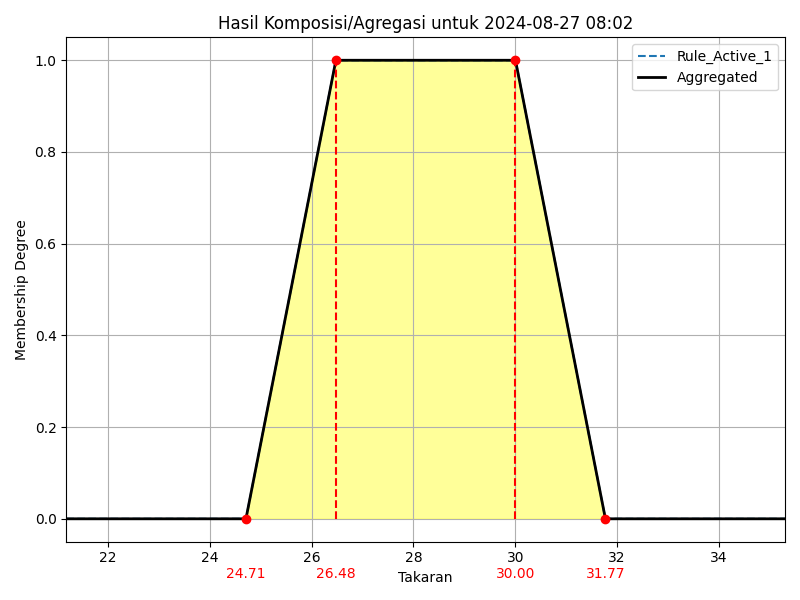 Hasil Komposisi/Agregasi untuk 2024-08-27 08:02
Rule_Active_1
Aggregated
Membership Degree
1.0
0.8
0.6
0.4
0.2
0.0
22 24 26 28 30 32 34
24.71 26.48 30.00 31.77
Takaran